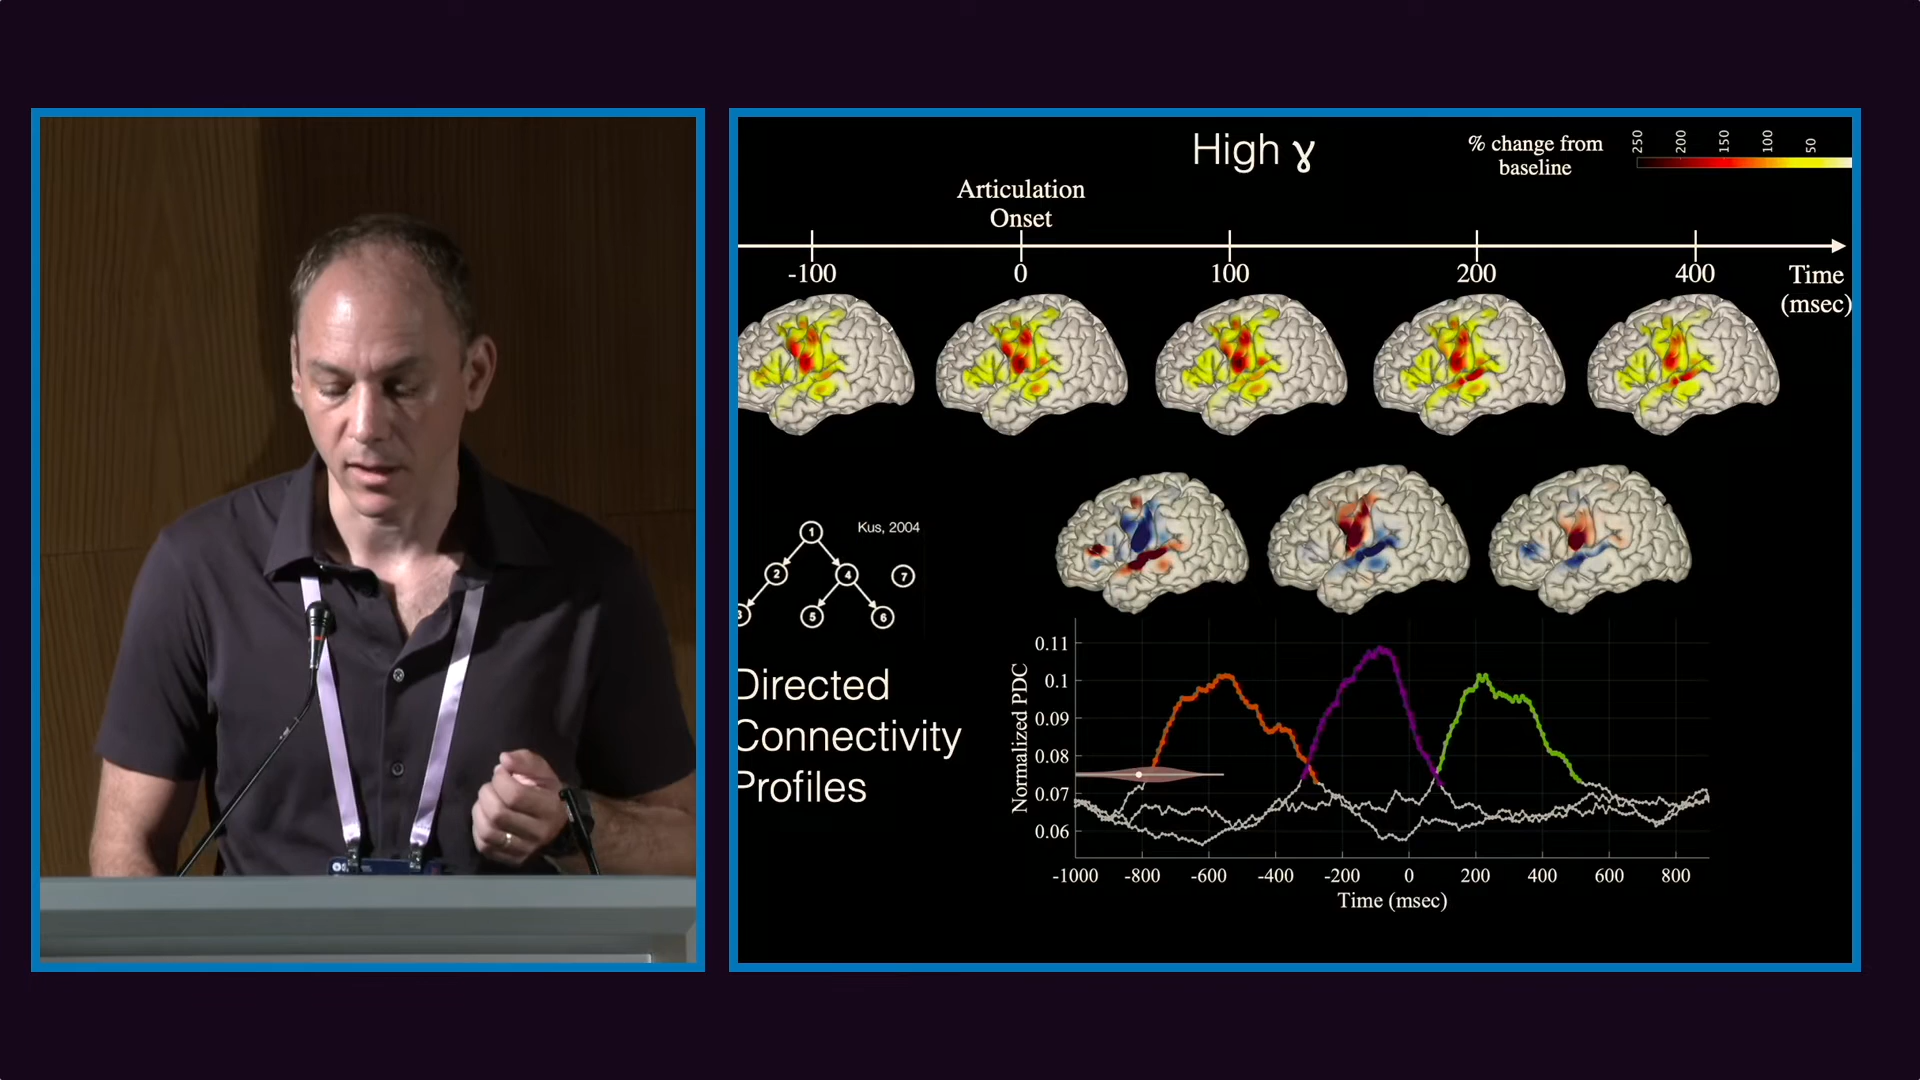 High ɣ
% change from
baseline
250 200 150 100 50
Articulation
Onset
-100 0 100 200 400 Time
(msec)
Kus, 2004
1
2 4 7
3 5 6
Directed
Connectivity
Profiles
Normalized PDC
0.11
0.1
0.09
0.08
0.07
0.06
-1000 -800 -600 -400 -200 0 200 400 600 800
Time (msec)